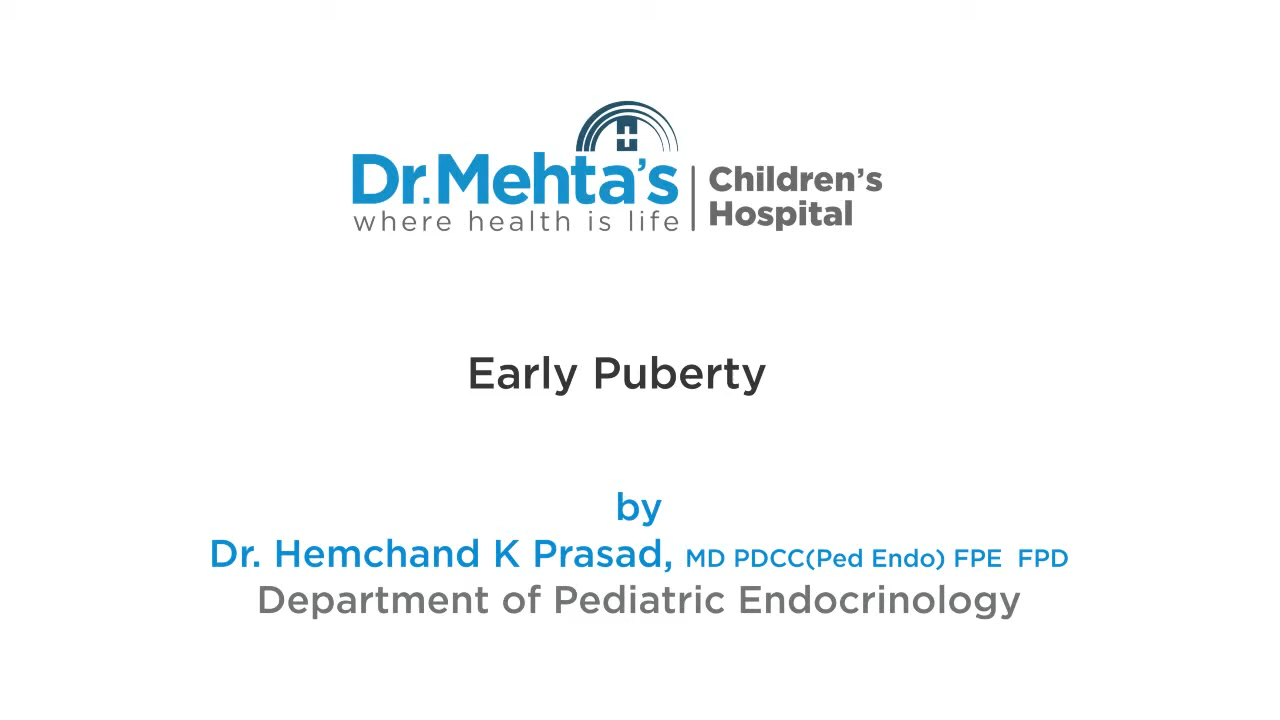 Dr.Mehta's
where health is life
Children's
Hospital
Early Puberty
by
Dr. Hemchand K Prasad, MD PDCC(Ped Endo) FPE FPD
Department of Pediatric Endocrinology